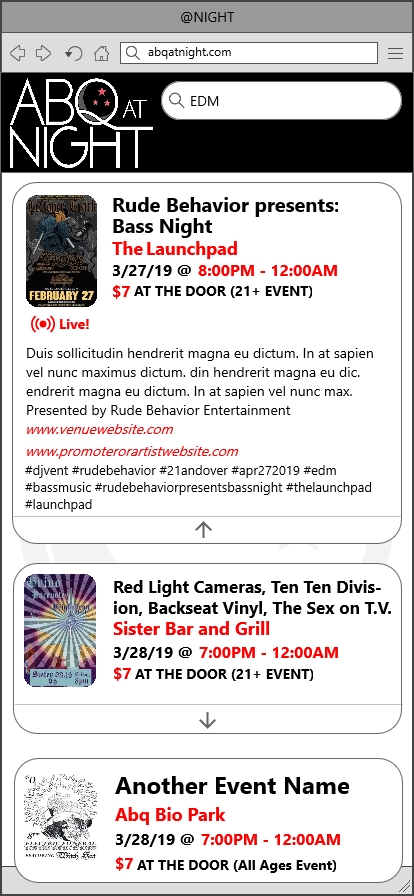 @NIGHT
abqatnight.com
ABQ AT
NIGHT
EDM
Rude Behavior presents:
Bass Night
The Launchpad
3/27/19 @ 8:00PM - 12:00AM
$7 AT THE DOOR (21+ EVENT)
FEBRUARY 27
Live!
Duis sollicitudin hendrerit magna eu dictum. In at sapien
vel nunc maximus dictum. din hendrerit magna eu dic.
endrerit magna eu dictum. In at sapien vel nunc max.
Presented by Rude Behavior Entertainment
www.venuewebsite.com
www.promoterorartistwebsite.com
#djvent #rudebehavior #21andover #apr272019 #edm
#bassmusic #rudebehaviorpresentsbassnight #thelaunchpad
#launchpad
Red Light Cameras, Ten Ten Divis-
ion, Backseat Vinyl, The Sex on T.V.
Sister Bar and Grill
3/28/19 @ 7:00PM - 12:00AM
$7 AT THE DOOR (21+ EVENT)
Another Event Name
Abq Bio Park
3/28/19 @ 7:00PM - 12:00AM
$7 AT THE DOOR (All Ages Event)
ELECTRIC FUNERAL
FEATURING Witch Hat